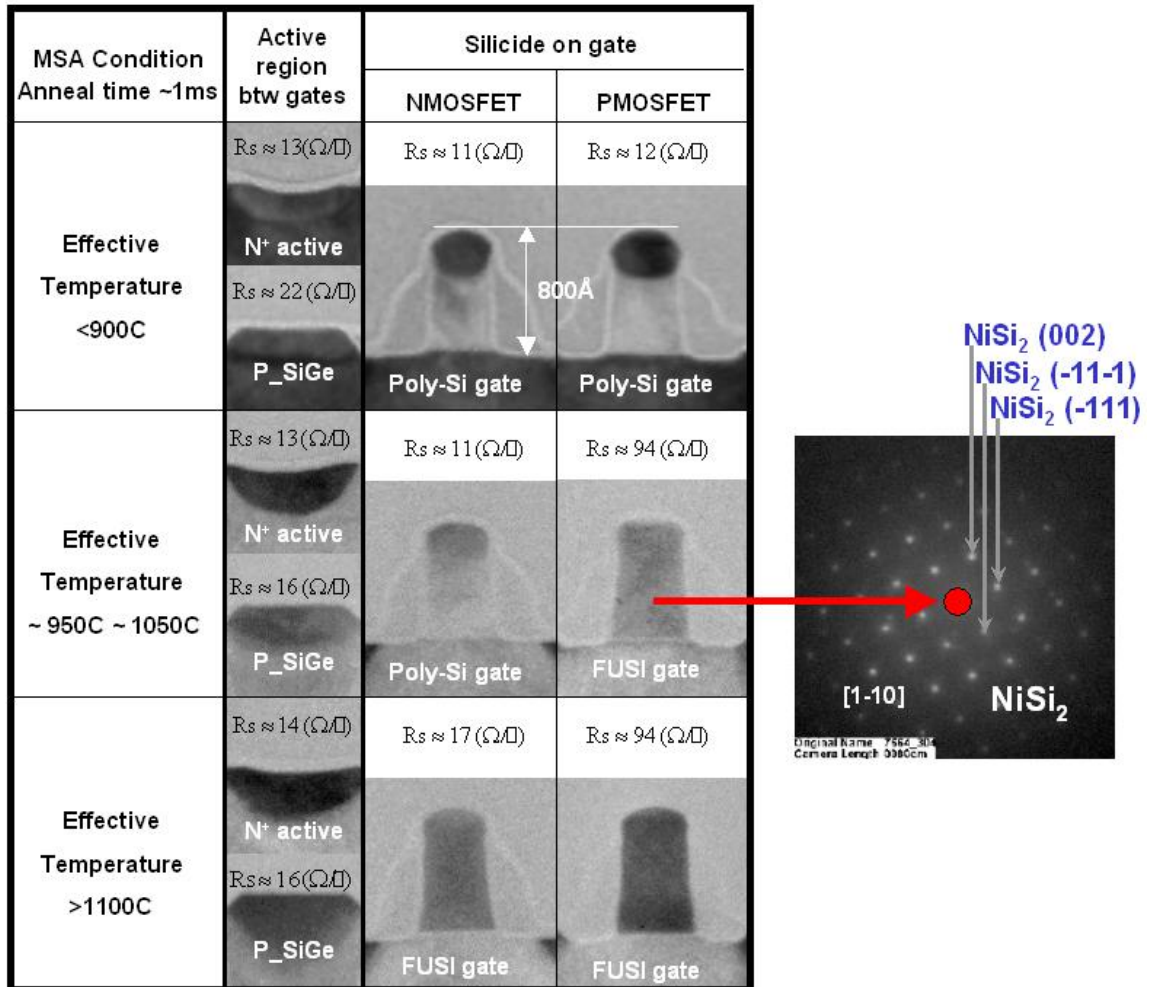 MSA Condition
Anneal time ~1ms
Active
region
btw gates
Silicide on gate
NMOSFET
PMOSFET
Effective
Temperature
<900C
Rs ≈ 13(Ω/□)
N⁺ active
Rs ≈ 22(Ω/□)
P_SiGe
Rs ≈ 11(Ω/□)
800Å
Poly-Si gate
Rs ≈ 12(Ω/□)
Poly-Si gate
Effective
Temperature
~ 950C ~ 1050C
Rs ≈ 13(Ω/□)
N⁺ active
Rs ≈ 16(Ω/□)
P_SiGe
Rs ≈ 11(Ω/□)
Poly-Si gate
Rs ≈ 94(Ω/□)
FUSI gate
Effective
Temperature
>1100C
Rs ≈ 14(Ω/□)
N⁺ active
Rs ≈ 16(Ω/□)
P_SiGe
Rs ≈ 17(Ω/□)
FUSI gate
Rs ≈ 94(Ω/□)
FUSI gate
NiSi₂ (002)
NiSi₂ (-11-1)
NiSi₂ (-111)
[1-10]
NiSi₂
Original Name
Camera Length